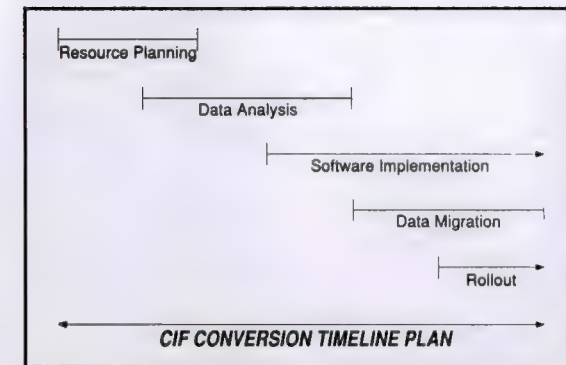 Resource Planning
Data Analysis
Software Implementation
Data Migration
Rollout
CIF CONVERSION TIMELINE PLAN